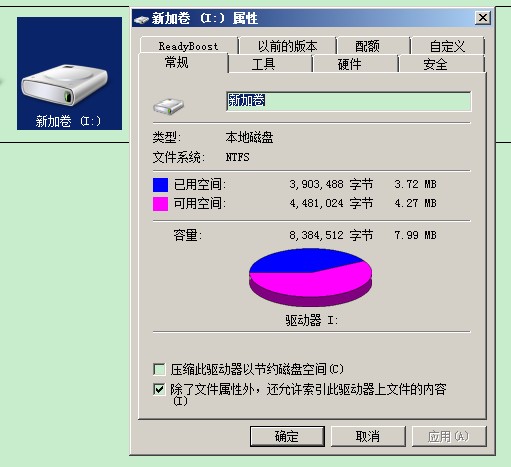 新加卷 (I:)
新加卷 (I:) 属性
ReadyBoost 以前的版本 配额 自定义
常规 工具 硬件 安全
新加卷
类型: 本地磁盘
文件系统: NTFS
已用空间: 3,903,488 字节 3.72 MB
可用空间: 4,481,024 字节 4.27 MB
容量: 8,384,512 字节 7.99 MB
驱动器 I:
压缩此驱动器以节约磁盘空间(C)
除了文件属性外，还允许索引此驱动器上文件的内容
(I)
确定 取消 应用(A)